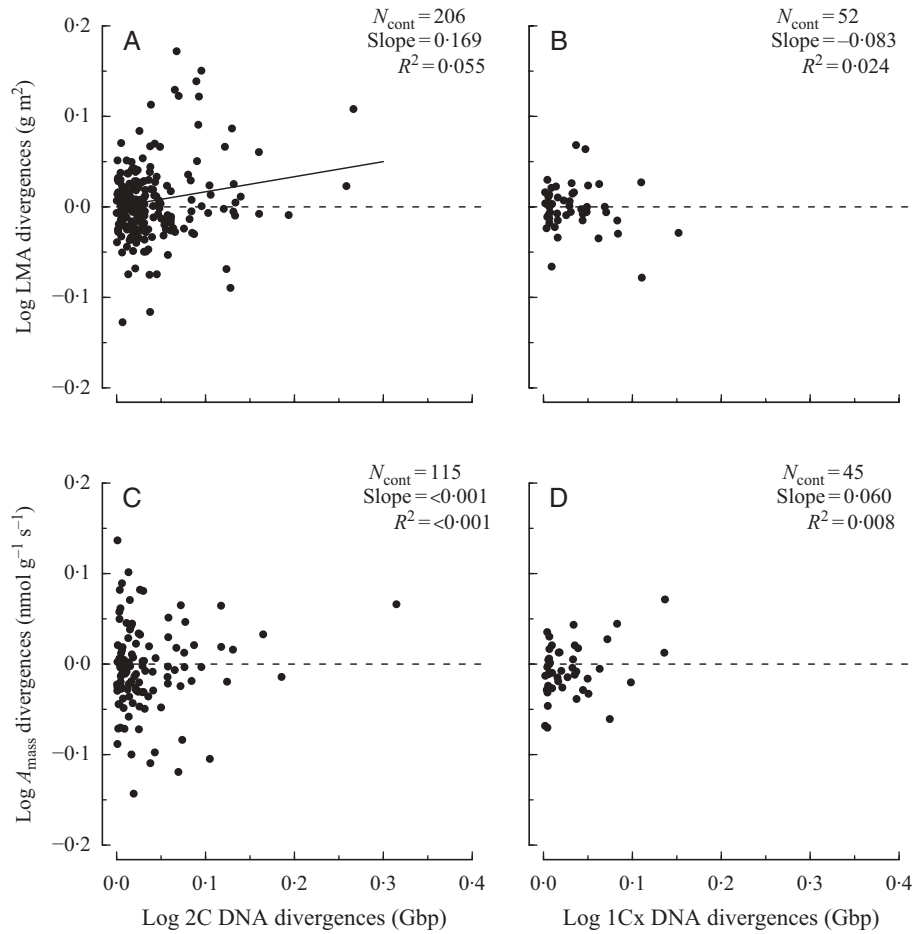 A
N_cont = 206
Slope = 0·169
R² = 0·055
B
N_cont = 52
Slope = –0·083
R² = 0·024
Log LMA divergences (g m²)
0·2
0·1
0·0
−0·1
−0·2
C
N_cont = 115
Slope = <0·001
R² = <0·001
D
N_cont = 45
Slope = 0·060
R² = 0·008
Log A_mass divergences (nmol g⁻¹ s⁻¹)
0·2
0·1
0·0
−0·1
−0·2
0·0 0·1 0·2 0·3 0·4
0·0 0·1 0·2 0·3 0·4
Log 2C DNA divergences (Gbp)
Log 1Cx DNA divergences (Gbp)